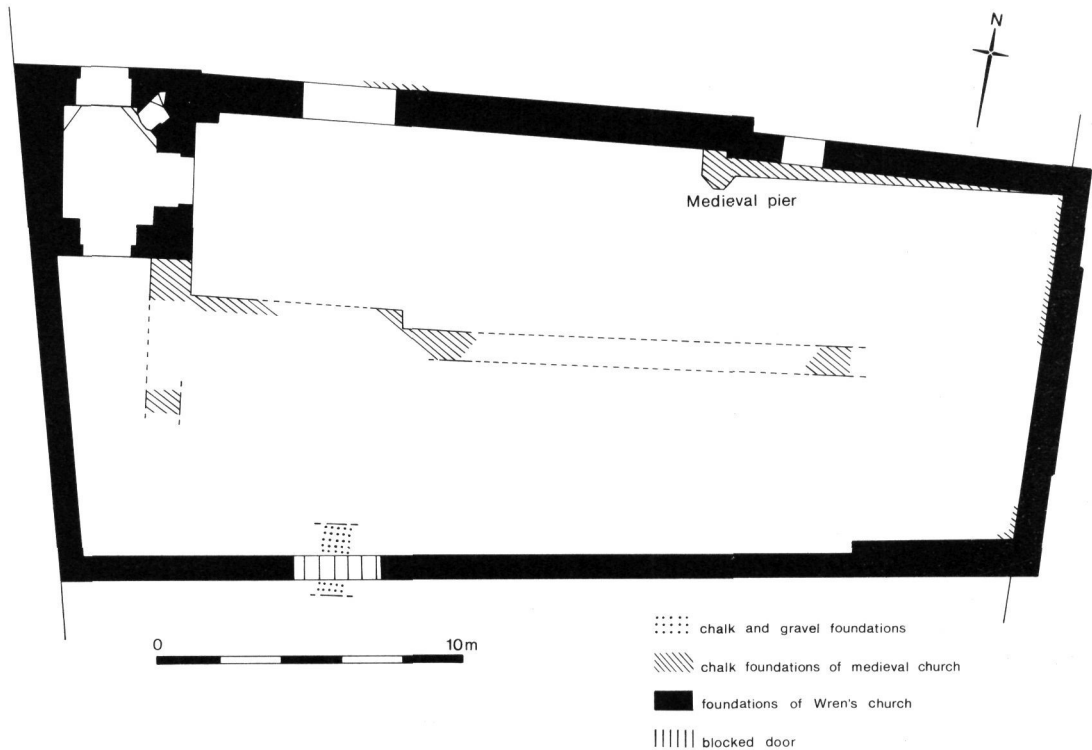 N
Medieval pier
0 10m
chalk and gravel foundations
chalk foundations of medieval church
foundations of Wren's church
blocked door